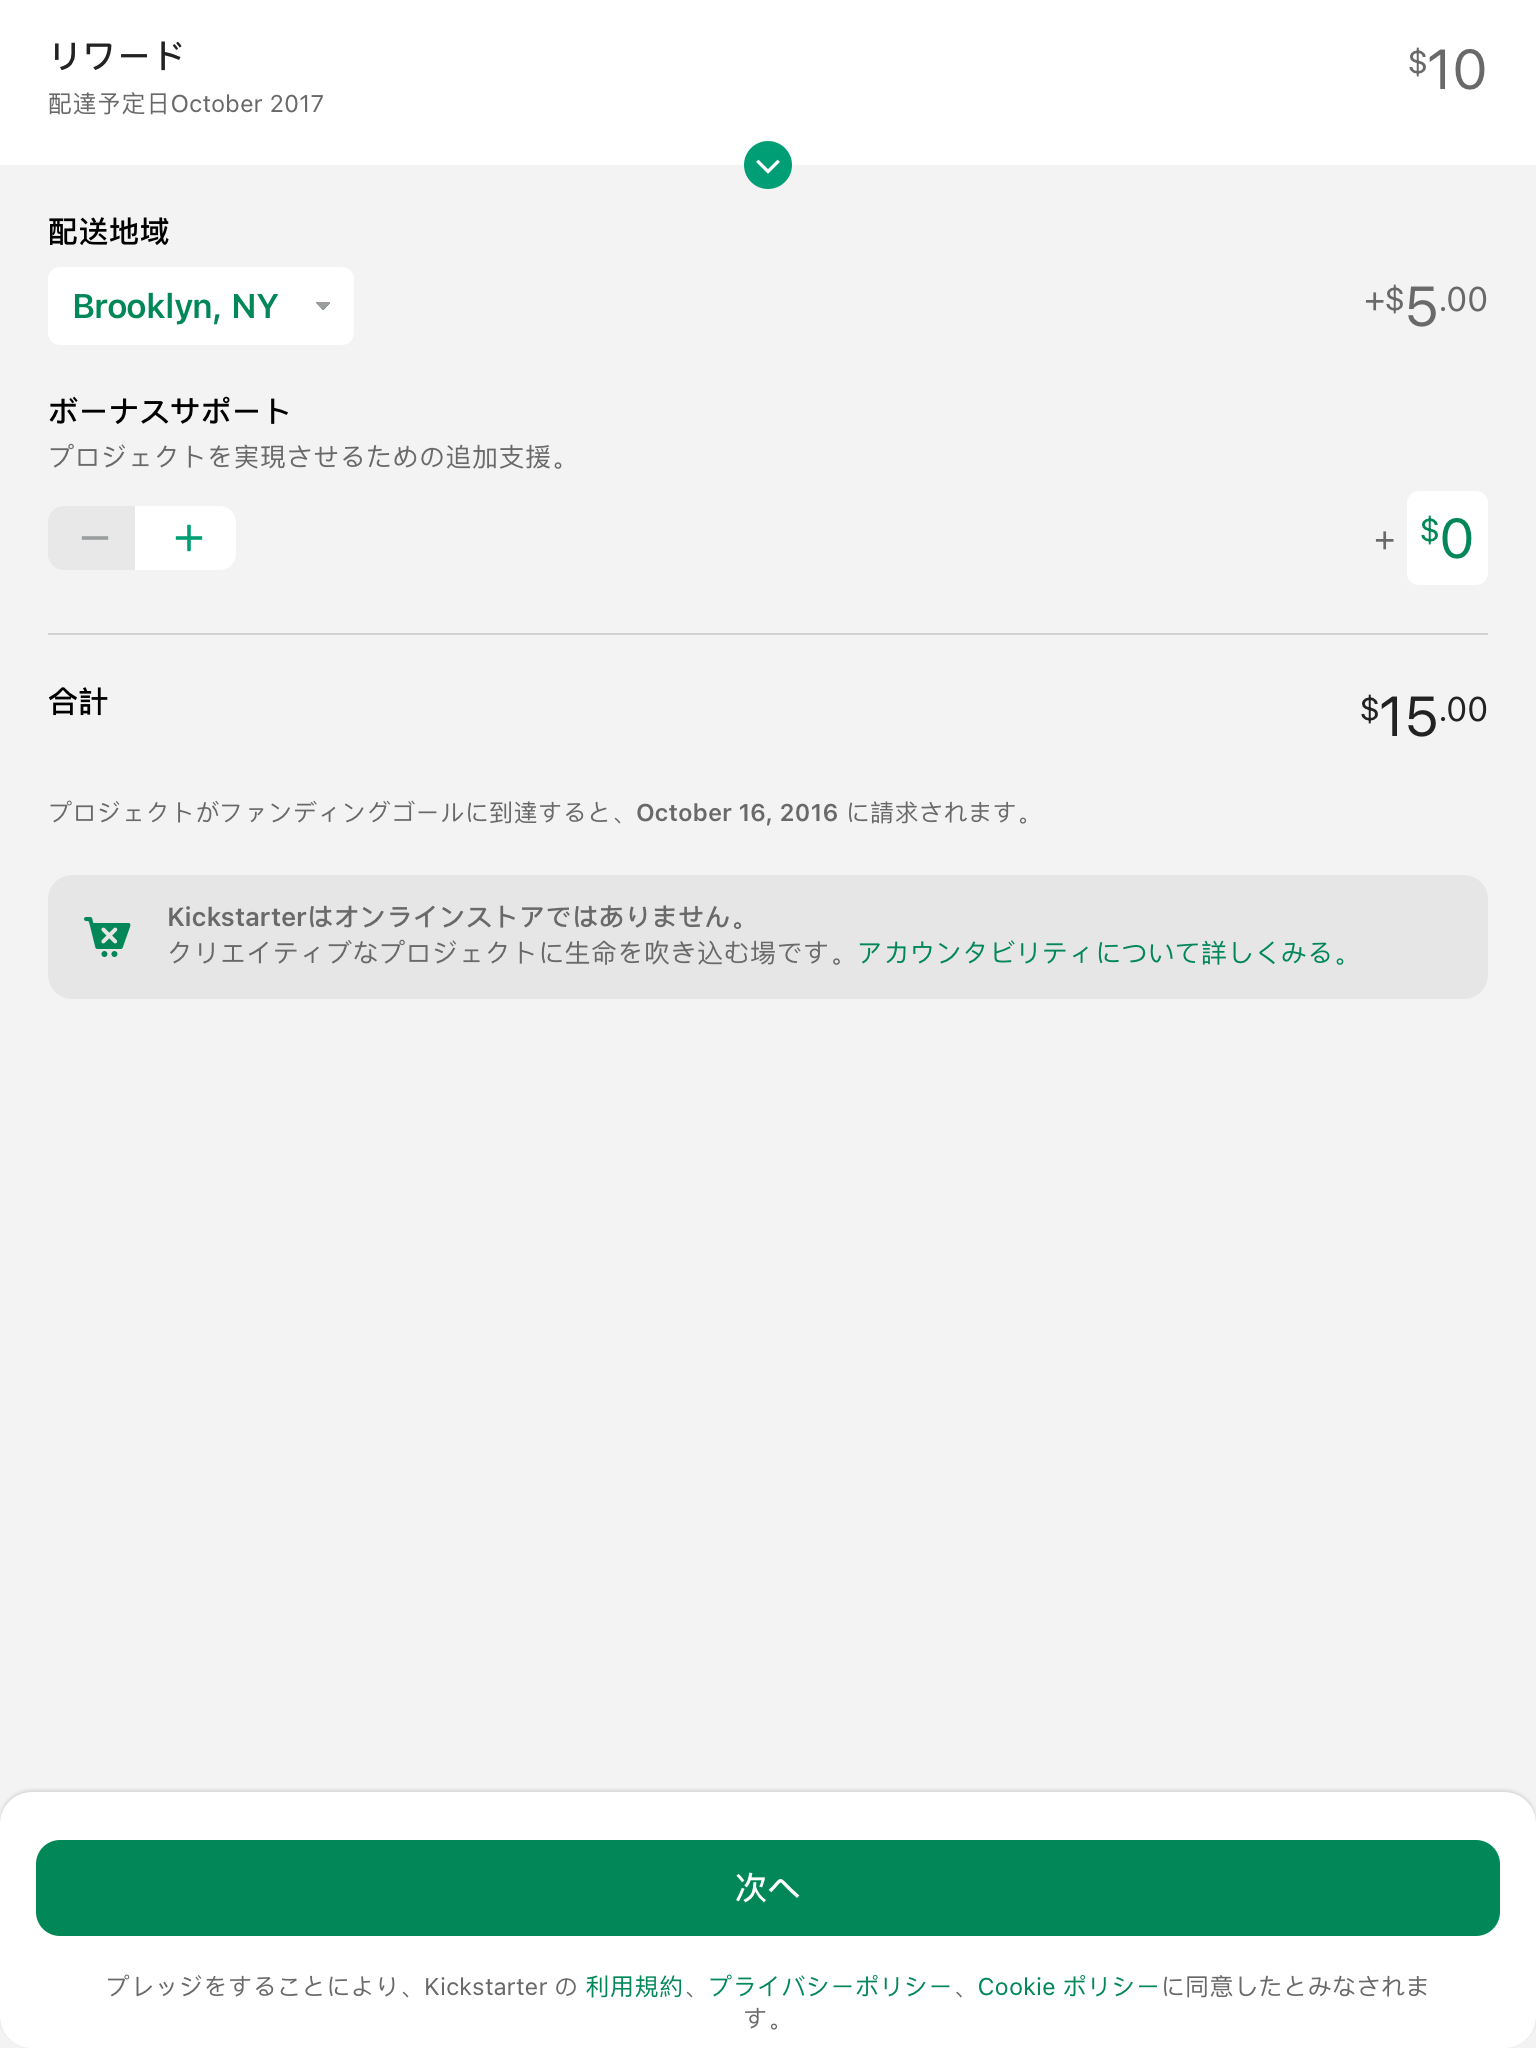 リワード
$10
配達予定日October 2017
配送地域
Brooklyn, NY
+$5.00
ボーナスサポート
プロジェクトを実現させるための追加支援。
+ $0
合計
$15.00
プロジェクトがファンディングゴールに到達すると、October 16, 2016 に請求されます。
Kickstarterはオンラインストアではありません。
クリエイティブなプロジェクトに生命を吹き込む場です。アカウンタビリティについて詳しくみる。
次へ
プレッジをすることにより、Kickstarter の 利用規約、プライバシーポリシー、Cookie ポリシーに同意したとみなされま
す。